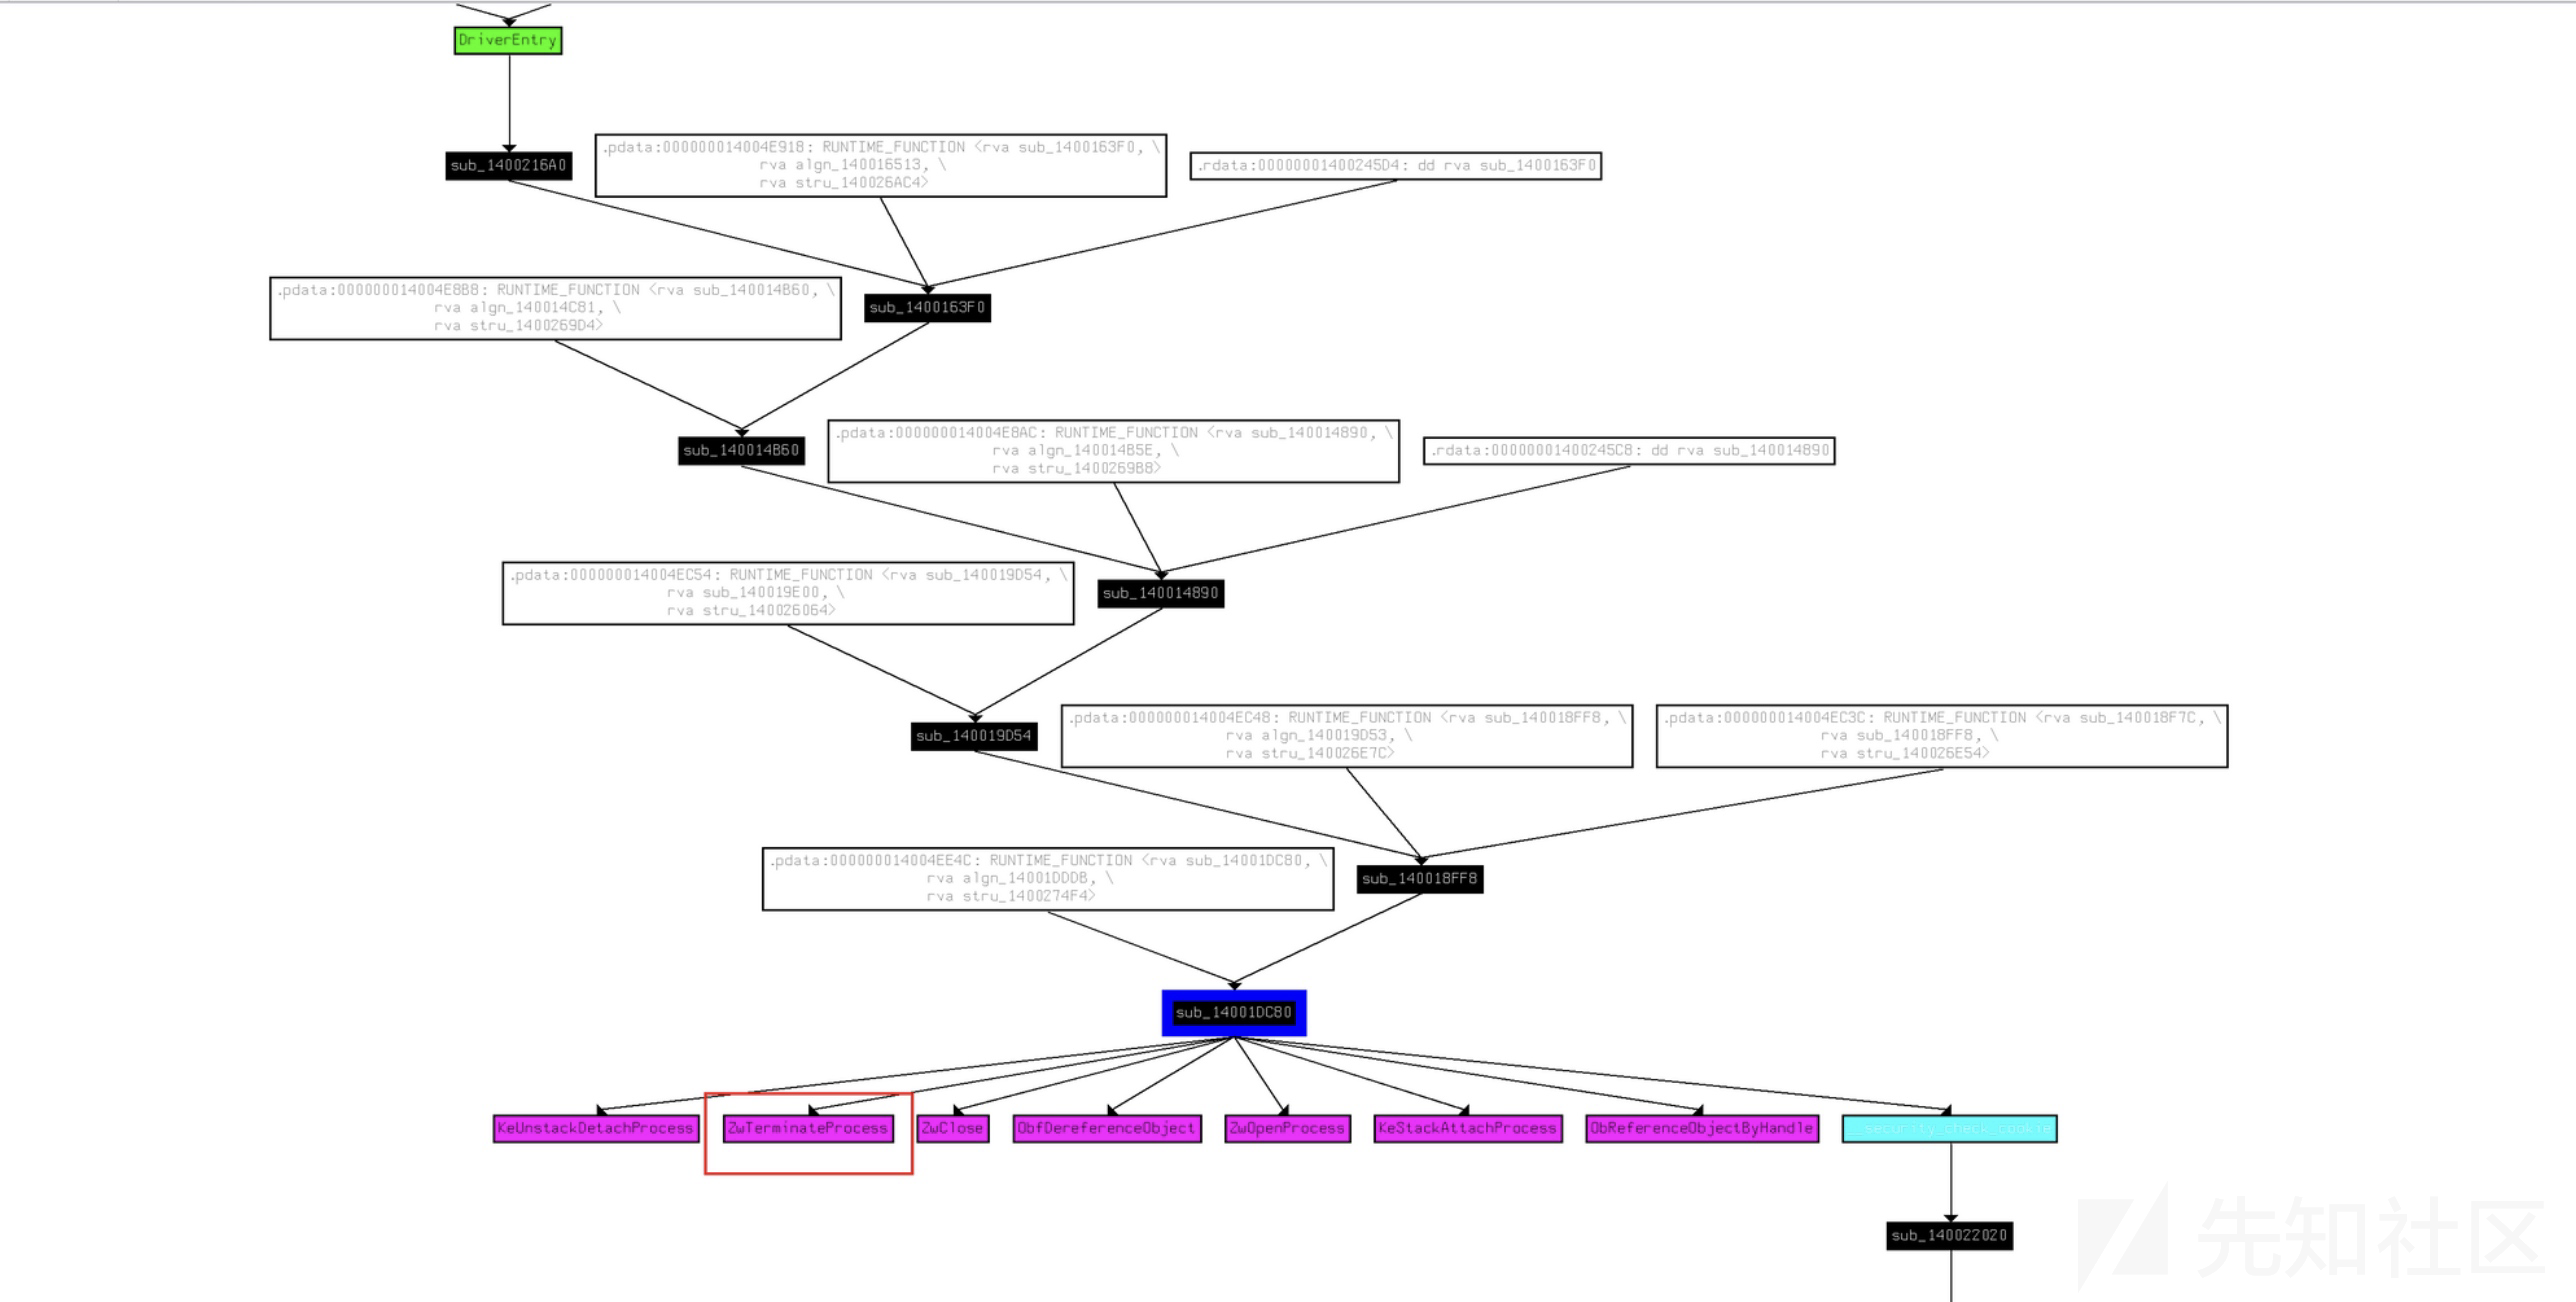 DriverEntry
sub_1400216A0
.pdata:000000014004E918: RUNTIME_FUNCTION <rva sub_1400163F0, \
rva algn_140016513, \
rva stru_140026AC4>
.rdata:00000001400245D4: dd rva sub_1400163F0
.pdata:000000014004E8B8: RUNTIME_FUNCTION <rva sub_140014B60, \
rva algn_140014C81, \
rva stru_1400269D4>
sub_1400163F0
sub_140014B60
.pdata:000000014004E8AC: RUNTIME_FUNCTION <rva sub_140014890, \
rva algn_140014B5E, \
rva stru_1400269B8>
.rdata:00000001400245C8: dd rva sub_140014890
.pdata:000000014004EC54: RUNTIME_FUNCTION <rva sub_140019D54, \
rva sub_140019E00, \
rva stru_140026064>
sub_140014890
sub_140019D54
.pdata:000000014004EC48: RUNTIME_FUNCTION <rva sub_140018FF8, \
rva algn_140019D53, \
rva stru_140026E7C>
.pdata:000000014004EC3C: RUNTIME_FUNCTION <rva sub_140018F7C, \
rva sub_140018FF8, \
rva stru_140026E54>
.pdata:000000014004EE4C: RUNTIME_FUNCTION <rva sub_14001DC80, \
rva algn_14001DDDB, \
rva stru_1400274F4>
sub_140018FF8
sub_14001DC80
KeUnstackDetachProcess
ZwTerminateProcess
ZwClose
ObfDereferenceObject
ZwOpenProcess
KeStackAttachProcess
ObReferenceObjectByHandle
__security_check_cookie
sub_140022020
先知社区